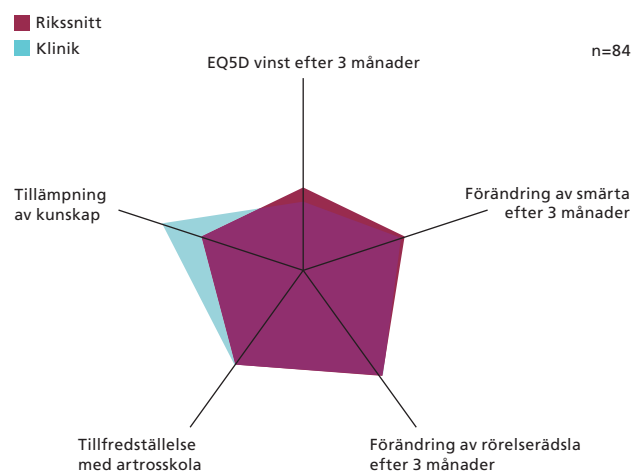 Rikssnitt
Klinik
EQ5D vinst efter 3 månader
n=84
Tillämpning
av kunskap
Förändring av smärta
efter 3 månader
Tillfredställelse
med artrosskola
Förändring av rörelserädsla
efter 3 månader